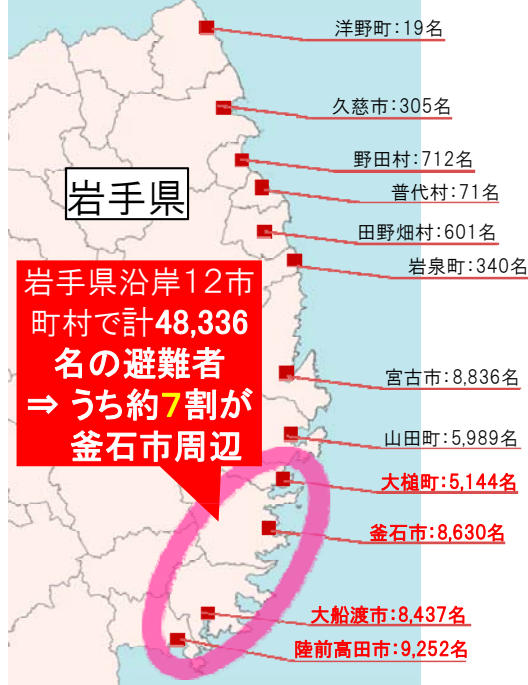 洋野町:19名
久慈市:305名
野田村:712名
普代村:71名
岩手県
田野畑村:601名
岩泉町:340名
岩手県沿岸12市
町村で計48,336
名の避難者
⇒ うち約7割が
釜石市周辺
宮古市:8,836名
山田町:5,989名
大槌町:5,144名
釜石市:8,630名
大船渡市:8,437名
陸前高田市:9,252名